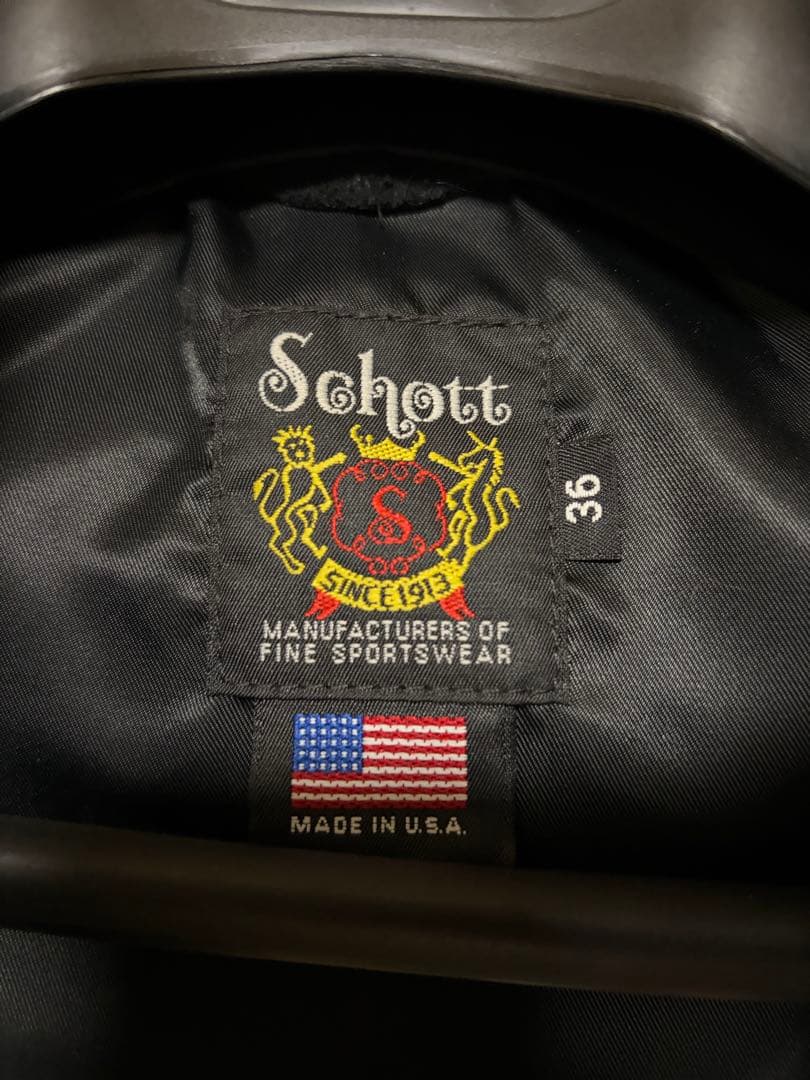 Schott
S
SINCE 1913
MANUFACTURERS OF
FINE SPORTSWEAR
36
MADE IN U.S.A.